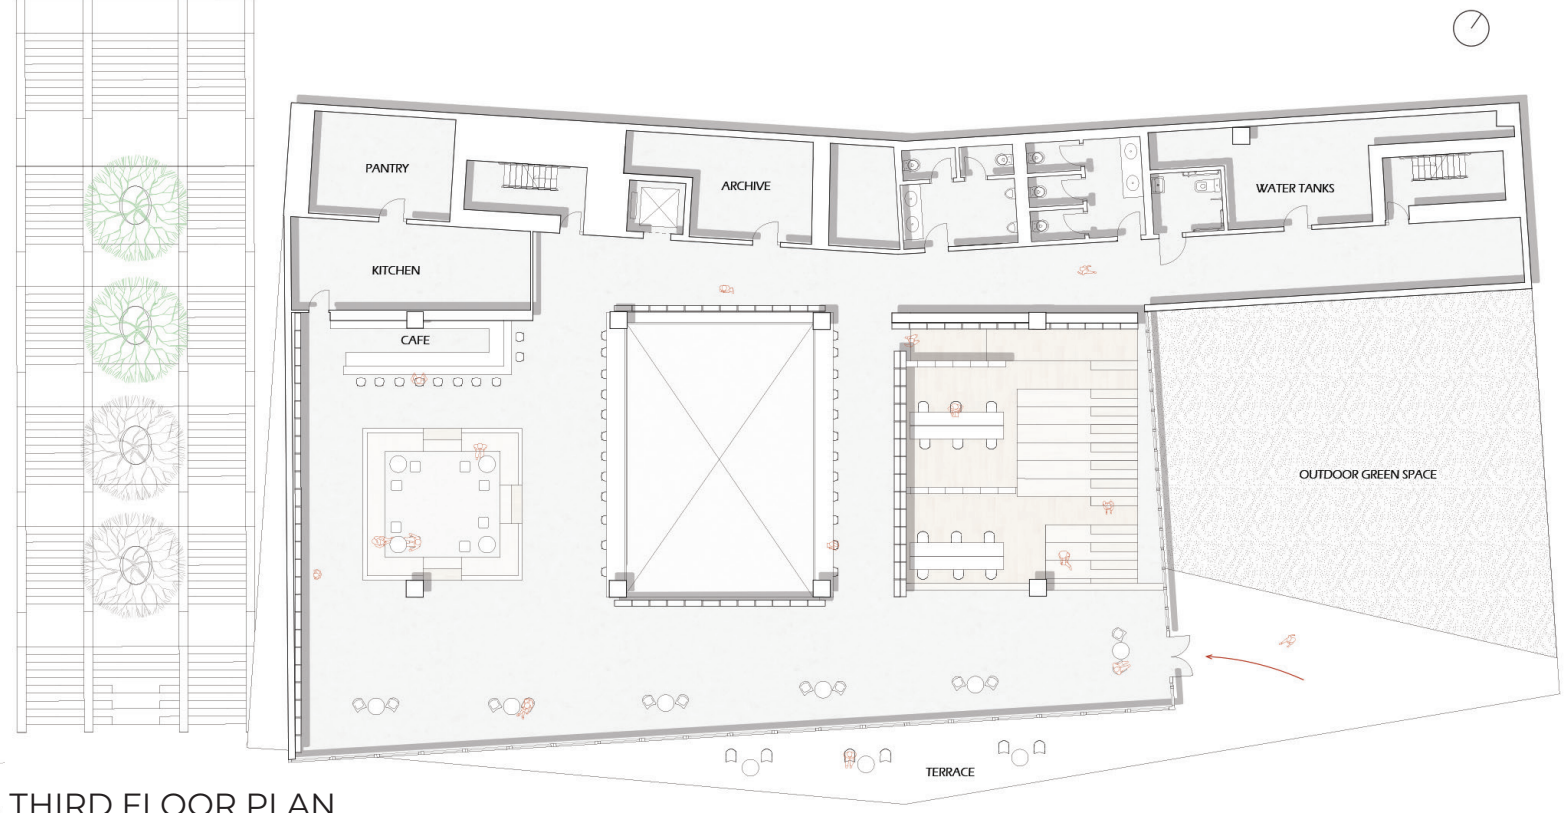 PANTRY
ARCHIVE
WATER TANKS
KITCHEN
CAFE
OUTDOOR GREEN SPACE
TERRACE
THIRD FLOOR PLAN